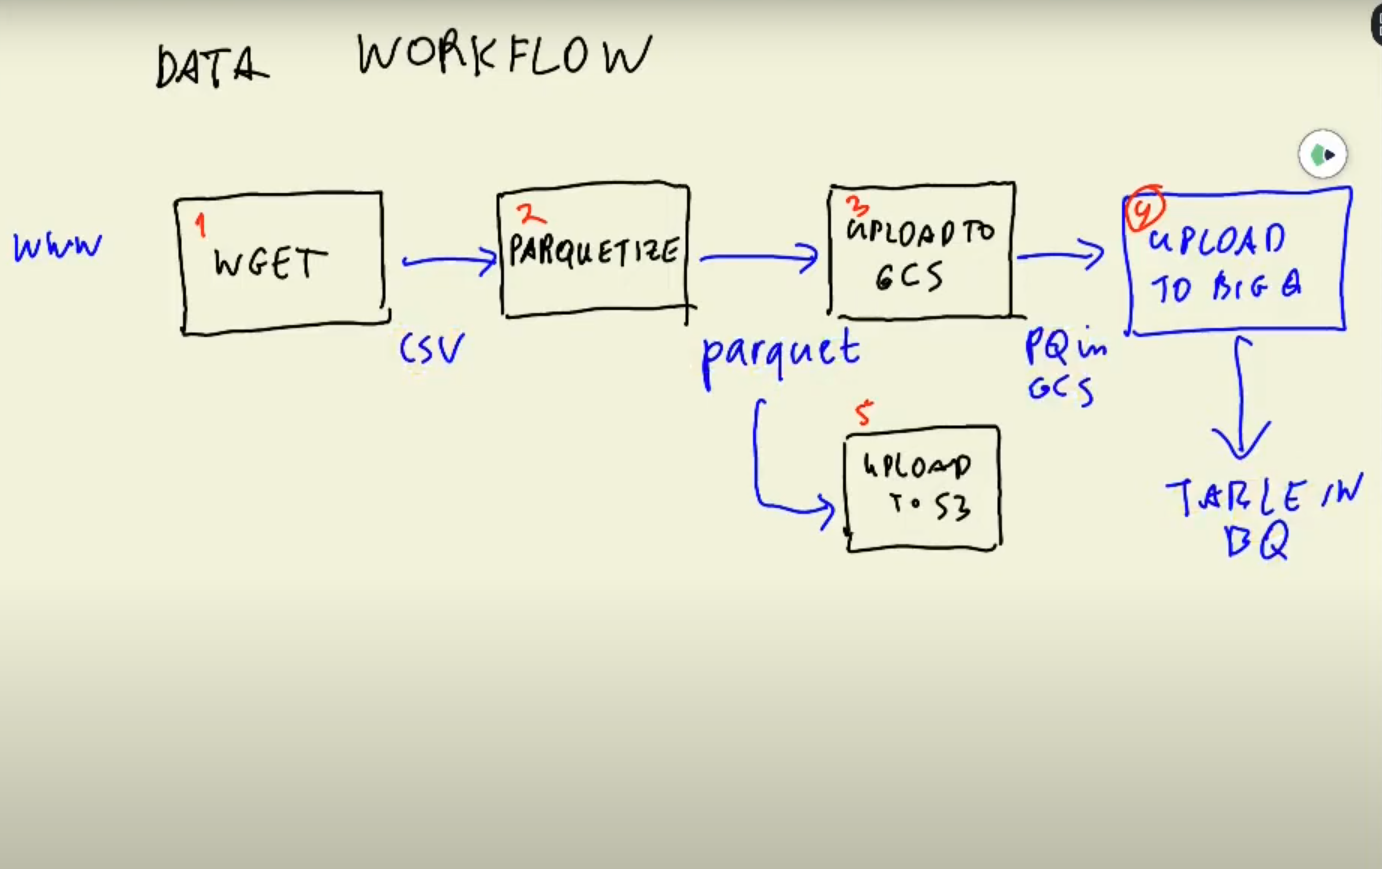 DATA WORKFLOW
WWW
1
WGET
CSV
2
PARQUETIZE
parquet
3
UPLOAD TO
GCS
PQ in
GCS
4
UPLOAD
TO BIG Q
TABLE IN
BQ
5
UPLOAD
TO S3